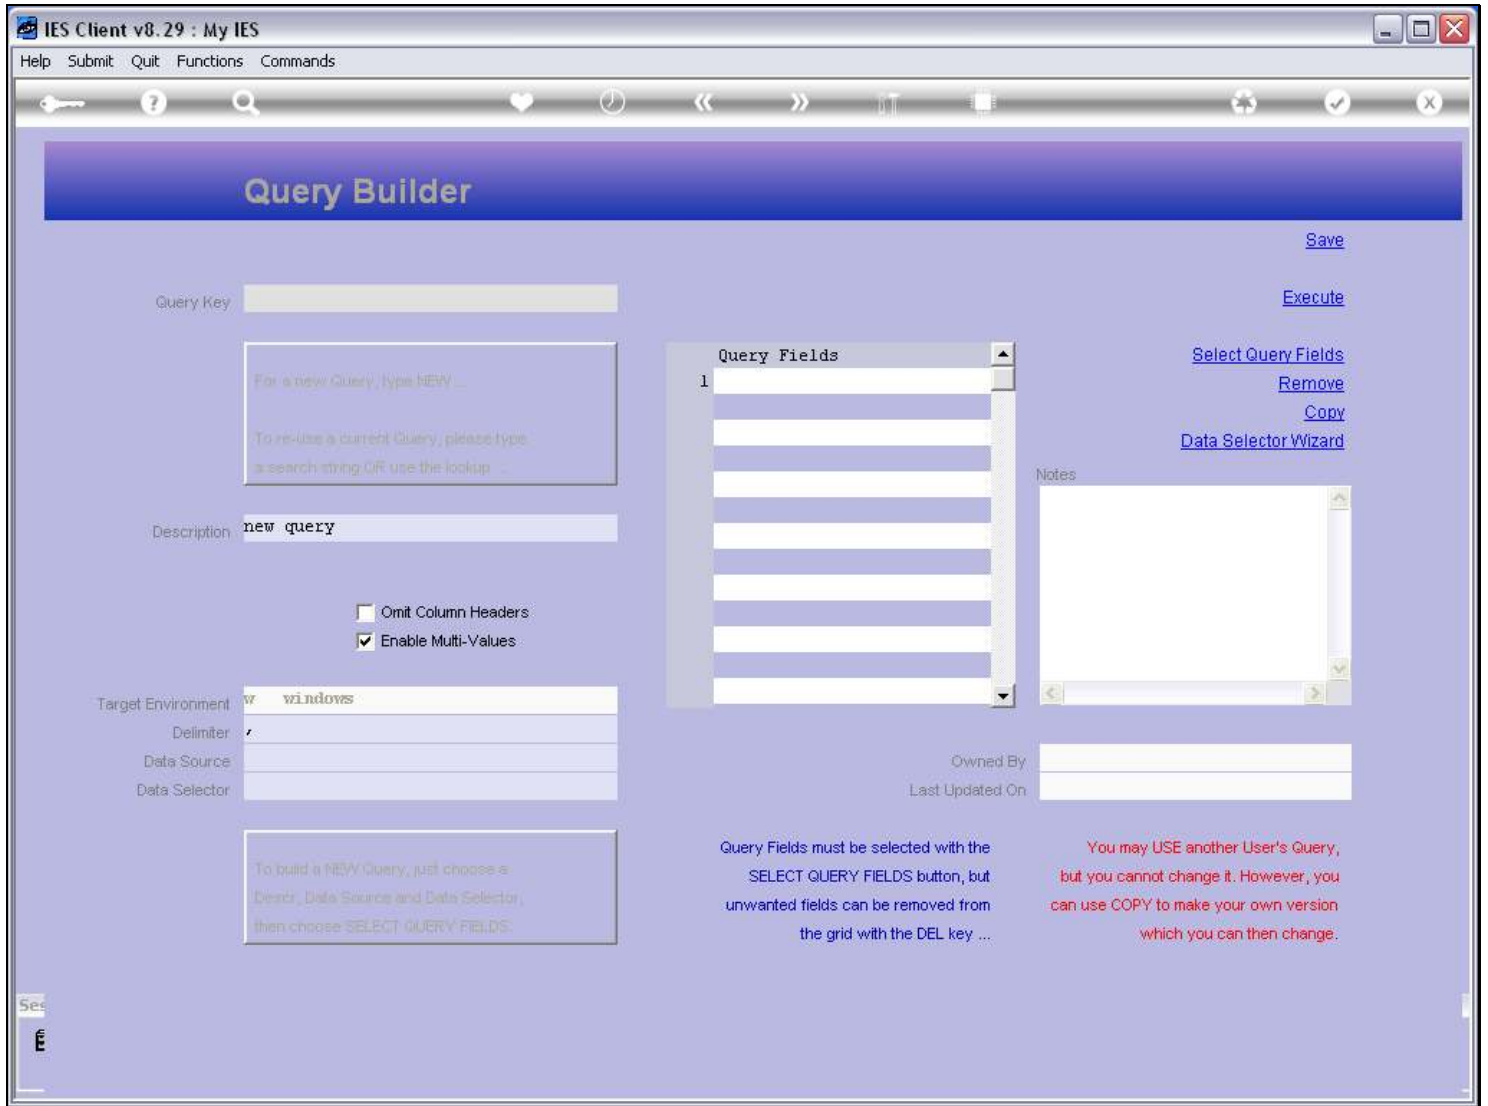 IES Client v8.29 : My IES
Help Submit Quit Functions Commands
Query Builder
Save
Query Key
Execute
For a new Query, type NEW ...
To re-use a current Query, please type
a search string OR use the lookup ...
Query Fields
1
Select Query Fields
Remove
Copy
Data Selector Wizard
Notes
Description new query
Omit Column Headers
Enable Multi-Values
Target Environment w windows
Delimiter ,
Data Source
Data Selector
Owned By
Last Updated On
To build a NEW Query, just choose a
Descr, Data Source and Data Selector,
then choose SELECT QUERY FIELDS.
Query Fields must be selected with the
SELECT QUERY FIELDS button, but
unwanted fields can be removed from
the grid with the DEL key ...
You may USE another User's Query,
but you cannot change it. However, you
can use COPY to make your own version
which you can then change.
Ses